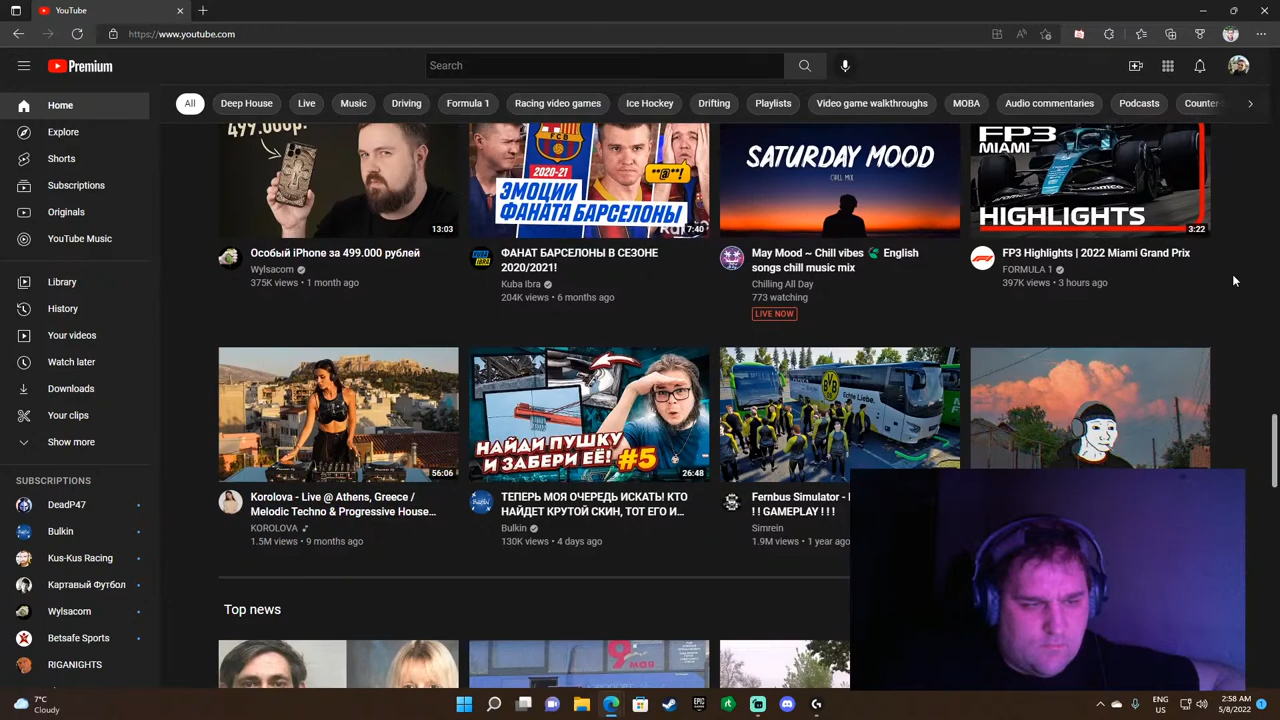 YouTube
https://www.youtube.com
Premium
Search
All
Deep House
Live
Music
Driving
Formula 1
Racing video games
Ice Hockey
Drifting
Playlists
Video game walkthroughs
MOBA
Audio commentaries
Podcasts
Counter-
Home
Explore
Shorts
Subscriptions
Originals
YouTube Music
Library
History
Your videos
Watch later
Downloads
Your clips
Show more
SUBSCRIPTIONS
DeadP47
Bulkin
Kus-Kus Racing
Картавый Футбол
Wylsacom
Betsafe Sports
RIGANIGHTS
499.000р.
13:03
Особый iPhone за 499.000 рублей
Wylsacom
375K views • 1 month ago
FCB
2020-21
**@**!
ЭМОЦИИ
ФАНАТА БАРСЕЛОНЫ
7:40
KUBA
IBRA
ФАНАТ БАРСЕЛОНЫ В СЕЗОНЕ
2020/2021!
Kuba Ibra
204K views • 6 months ago
SATURDAY MOOD
CHILL MIX
May Mood ~ Chill vibes 🍃 English
songs chill music mix
Chilling All Day
773 watching
LIVE NOW
FP3
MIAMI
HIGHLIGHTS
3:22
FP3 Highlights | 2022 Miami Grand Prix
FORMULA 1
397K views • 3 hours ago
56:06
Korolova - Live @ Athens, Greece /
Melodic Techno & Progressive House...
KOROLOVA
1.5M views • 9 months ago
НАЙДИ ПУШКУ
И ЗАБЕРИ ЕЁ! #5
26:48
ТЕПЕРЬ МОЯ ОЧЕРЕДЬ ИСКАТЬ! КТО
НАЙДЕТ КРУТОЙ СКИН, ТОТ ЕГО И...
Bulkin
130K views • 4 days ago
BVB
09
Echte Liebe.
Fernbus Simulator -
! ! GAMEPLAY ! ! !
Simrein
1.9M views • 1 year ago
Top news
9
МАЯ
7°C
Cloudy
ENG
US
2:58 AM
5/8/2022